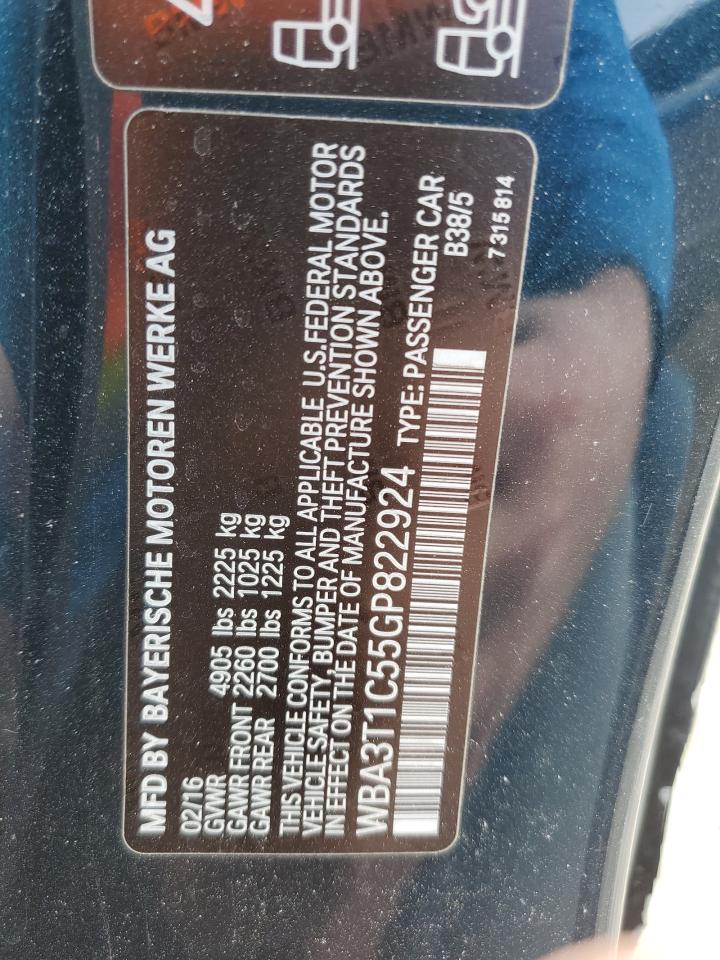 MFD BY BAYERISCHE MOTOREN WERKE AG
02/16
GVWR 4905 lbs 2225 kg
GAWR FRONT 2260 lbs 1025 kg
GAWR REAR 2700 lbs 1225 kg
THIS VEHICLE CONFORMS TO ALL APPLICABLE U.S.FEDERAL MOTOR
VEHICLE SAFETY, BUMPER AND THEFT PREVENTION STANDARDS
IN EFFECT ON THE DATE OF MANUFACTURE SHOWN ABOVE.
WBA3T1C55GP822924 TYPE: PASSENGER CAR
B38/5
7 315 814